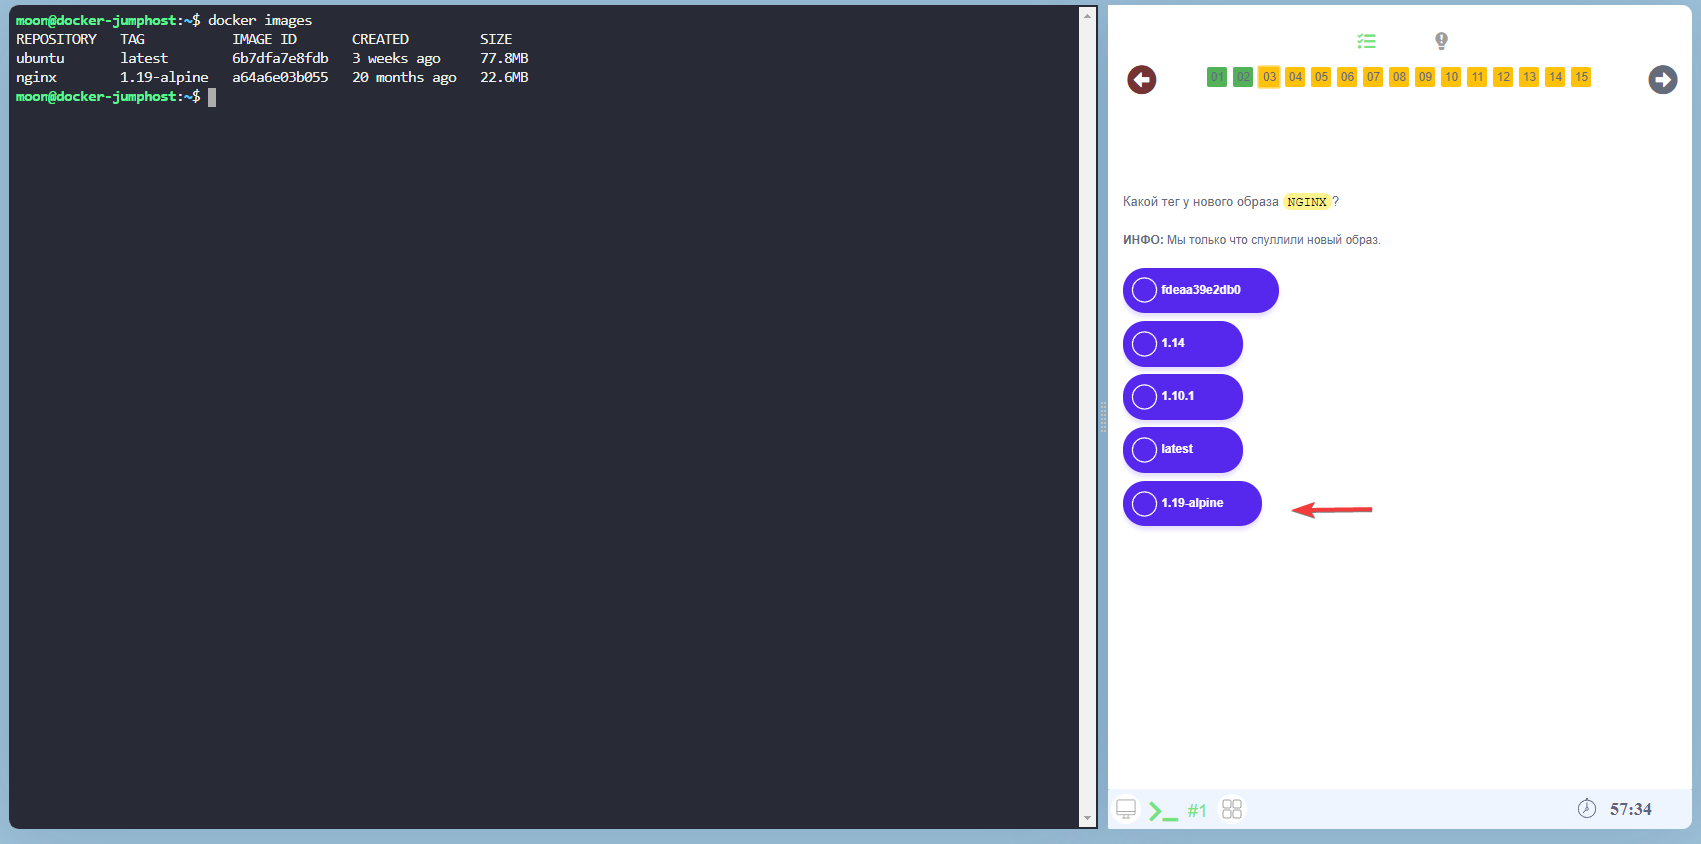 moon@docker-jumphost:~$ docker images
REPOSITORY   TAG           IMAGE ID       CREATED         SIZE
ubuntu       latest        6b7dfa7e8fdb   3 weeks ago     77.8MB
nginx        1.19-alpine   a64a6e03b055   20 months ago   22.6MB
moon@docker-jumphost:~$
01 02 03 04 05 06 07 08 09 10 11 12 13 14 15
Какой тег у нового образа NGINX ?
ИНФО: Мы только что спуллили новый образ.
fdeaa39e2db0
1.14
1.10.1
latest
1.19-alpine
#1
57:34